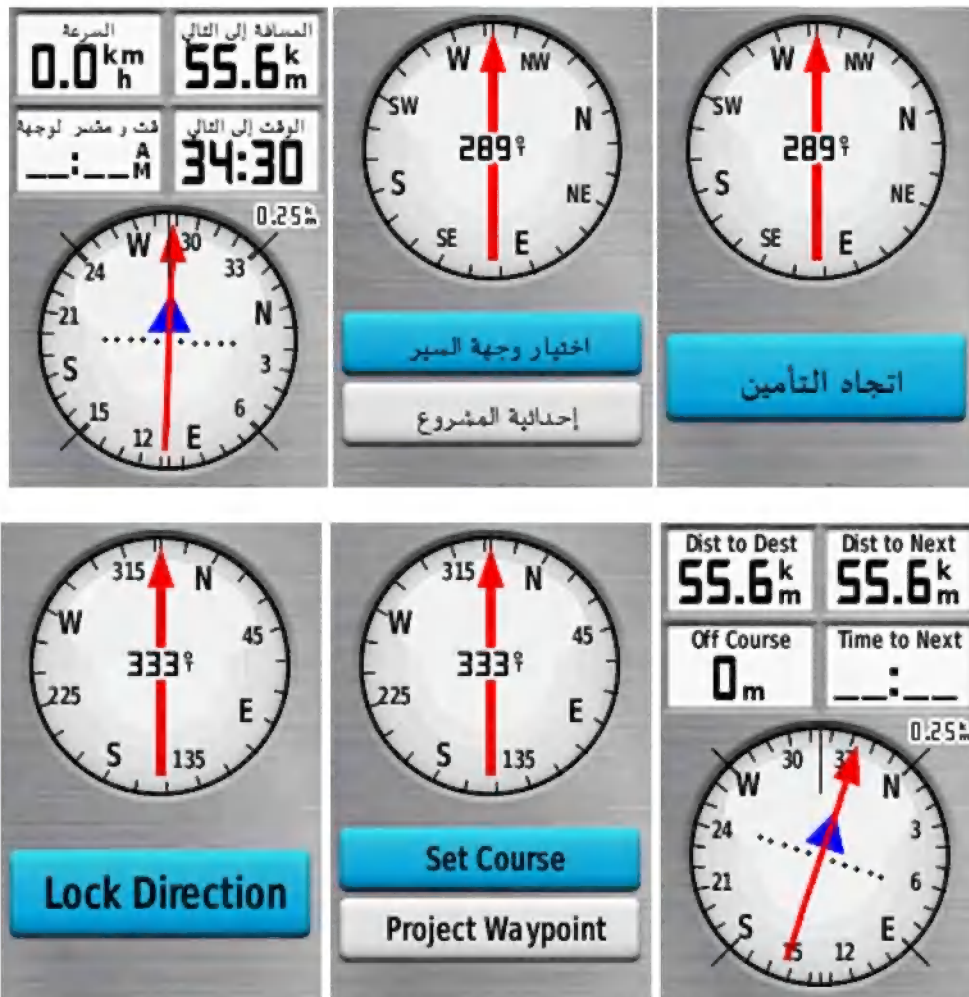 السرعة
0.0 km h
المسافة إلى التالي
55.6 km
__:__ AM
الوقت إلى التالي
34:30
0.25 km
W 30 33 N 3 6 E 12 15 S 21 24
W NW N NE E SE S SW
289°T
اختيار وجهة السير
إحداثية المشروع
W NW N NE E SE S SW
289°T
اتجاه التأمين
315 N 45 E 135 S 225 W
333°T
Lock Direction
315 N 45 E 135 S 225 W
333°T
Set Course
Project Waypoint
Dist to Dest
55.6 km
Dist to Next
55.6 km
Off Course
0 m
Time to Next
__:__
0.25 km
W 30 33 N 3 6 E 12 15 S 21 24